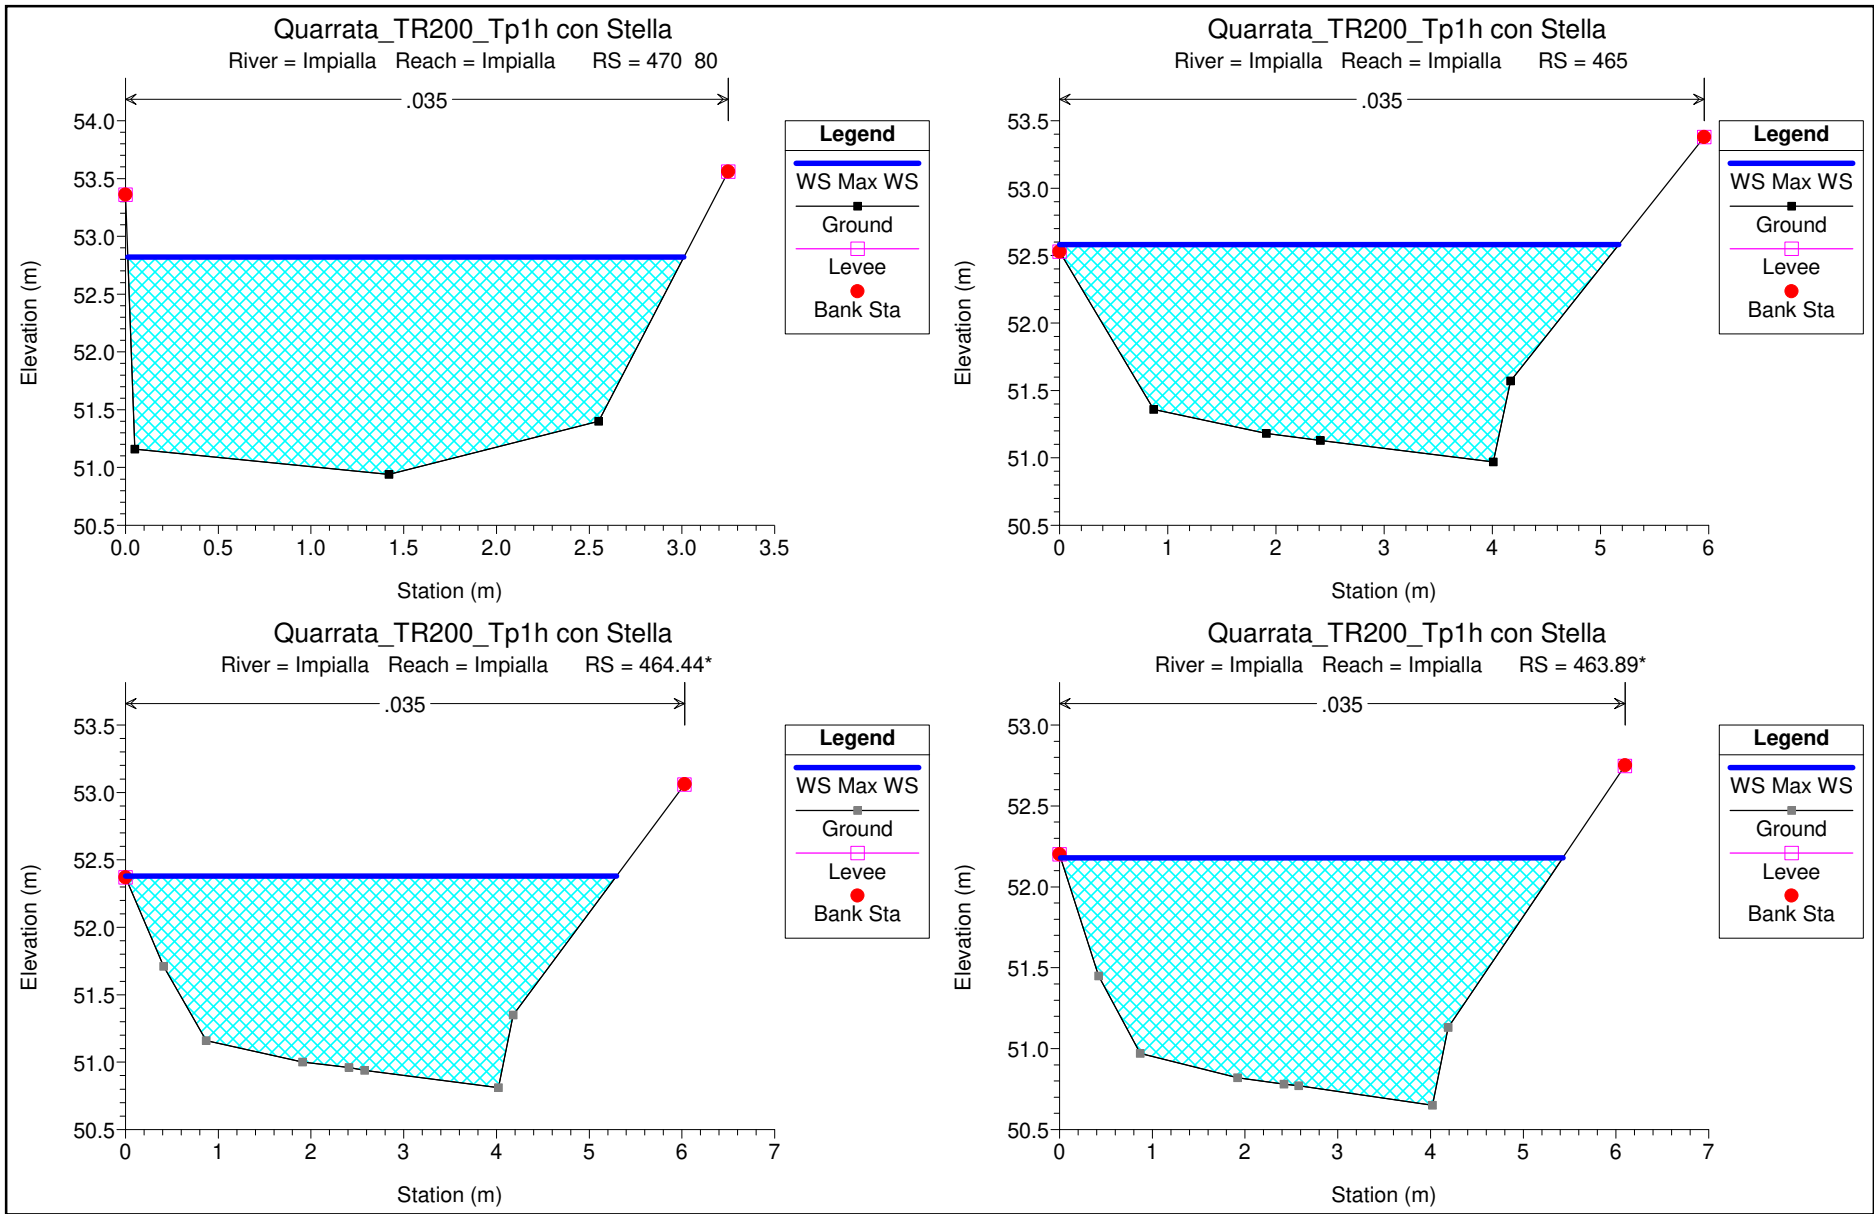 Quarrata_TR200_Tp1h con Stella
River = Impialla Reach = Impialla RS = 470 80
.035
54.0
53.5
53.0
52.5
52.0
51.5
51.0
50.5
0.0 0.5 1.0 1.5 2.0 2.5 3.0 3.5
Elevation (m)
Station (m)
Legend
WS Max WS
Ground
Levee
Bank Sta
Quarrata_TR200_Tp1h con Stella
River = Impialla Reach = Impialla RS = 465
.035
53.5
53.0
52.5
52.0
51.5
51.0
50.5
0 1 2 3 4 5 6
Elevation (m)
Station (m)
Legend
WS Max WS
Ground
Levee
Bank Sta
Quarrata_TR200_Tp1h con Stella
River = Impialla Reach = Impialla RS = 464.44*
.035
53.5
53.0
52.5
52.0
51.5
51.0
50.5
0 1 2 3 4 5 6 7
Elevation (m)
Station (m)
Legend
WS Max WS
Ground
Levee
Bank Sta
Quarrata_TR200_Tp1h con Stella
River = Impialla Reach = Impialla RS = 463.89*
.035
53.0
52.5
52.0
51.5
51.0
50.5
0 1 2 3 4 5 6 7
Elevation (m)
Station (m)
Legend
WS Max WS
Ground
Levee
Bank Sta